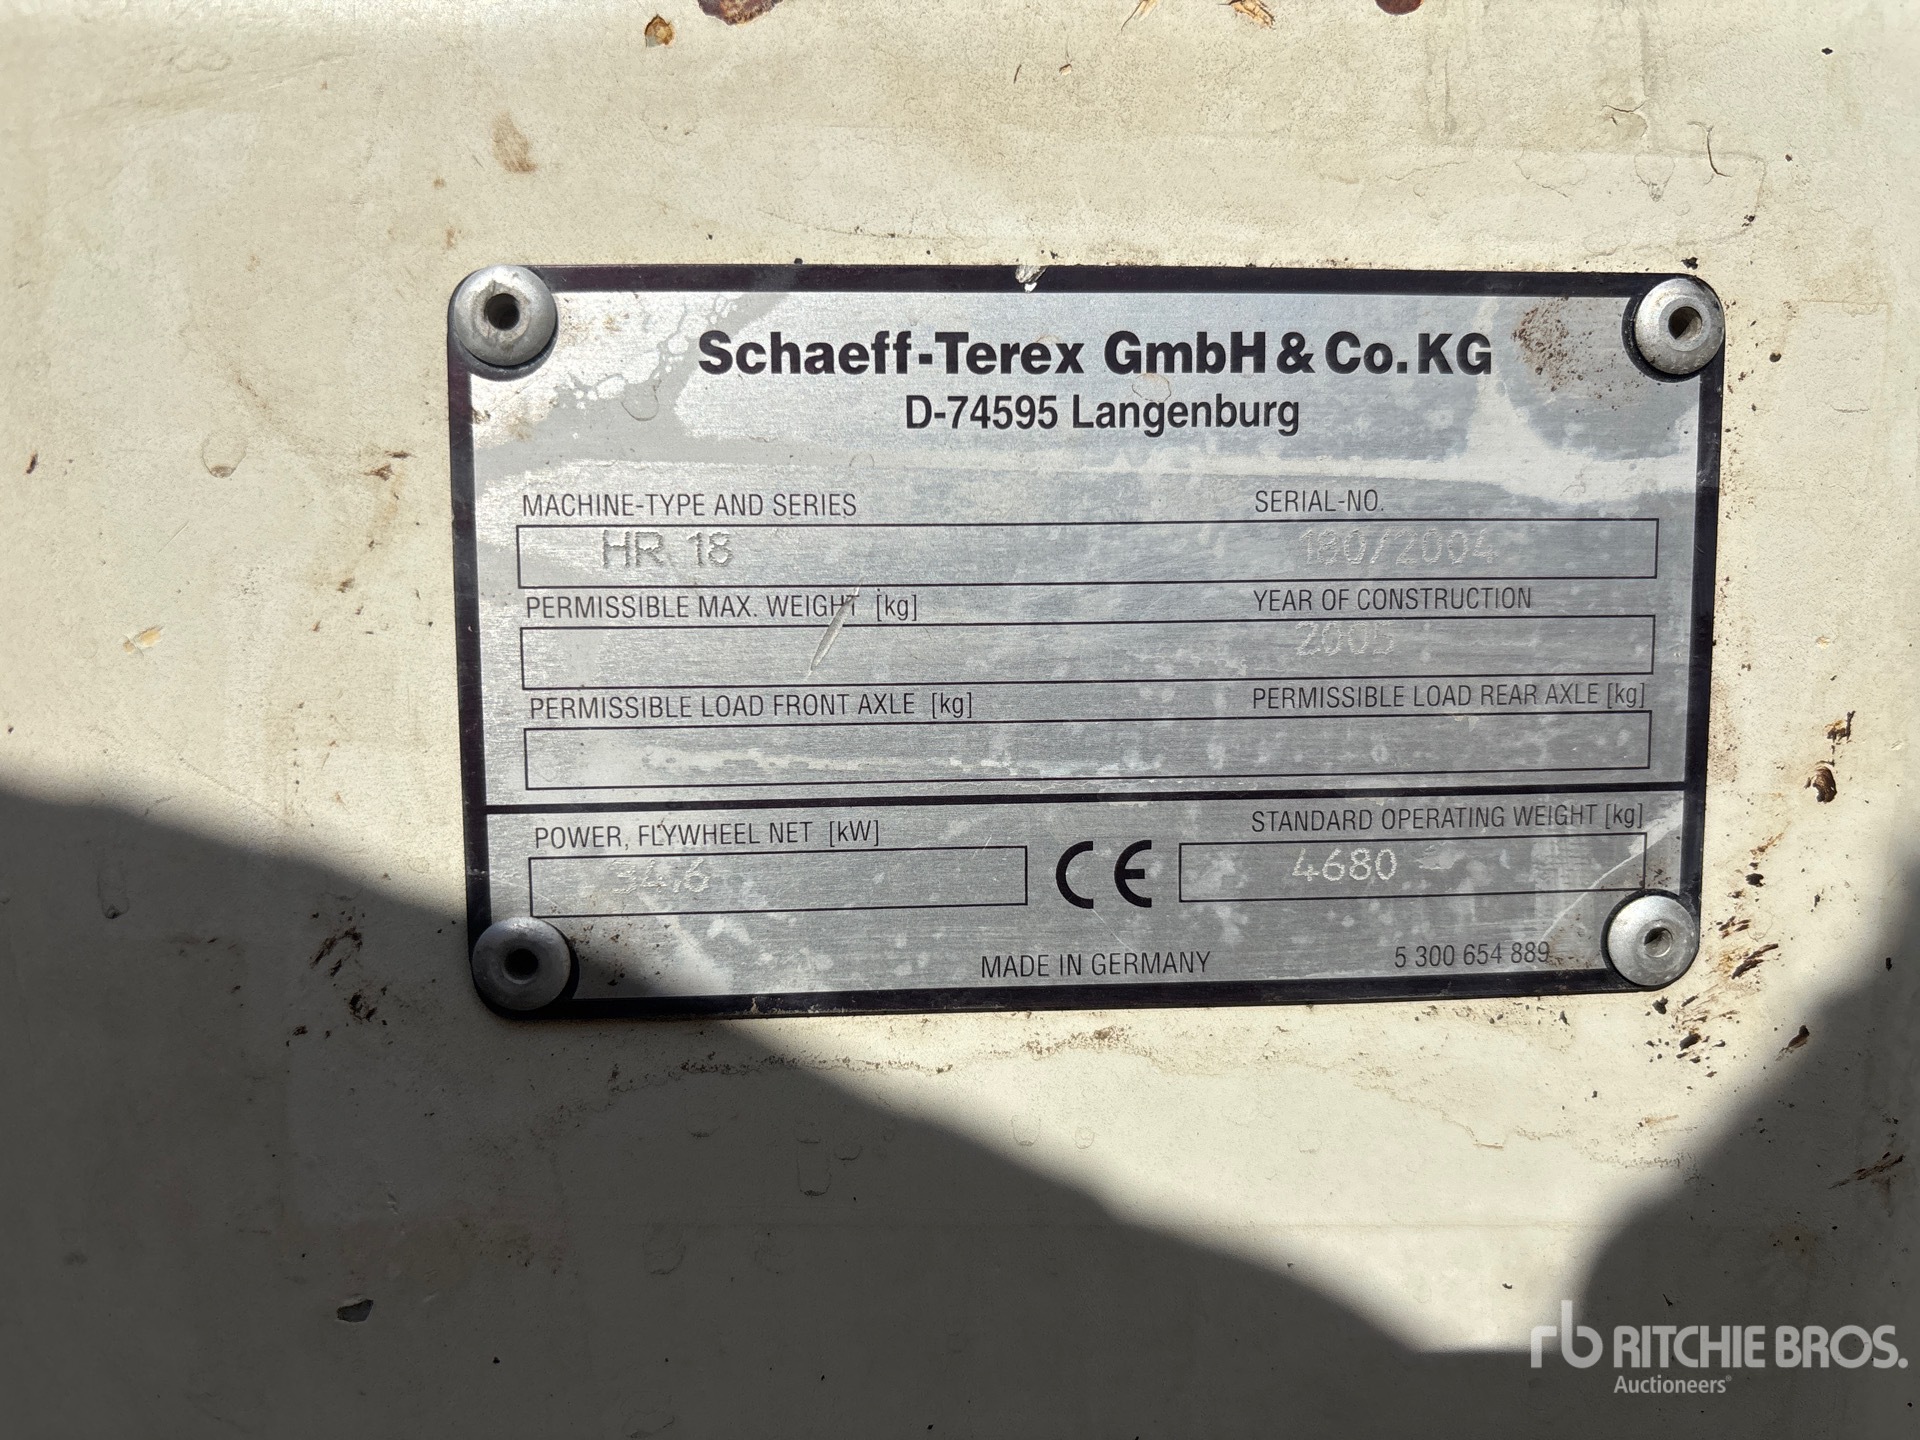 Schaeff-Terex GmbH & Co. KG
D-74595 Langenburg
MACHINE-TYPE AND SERIES SERIAL-NO.
HR 18 180/2004
PERMISSIBLE MAX. WEIGHT [kg] YEAR OF CONSTRUCTION
2005
PERMISSIBLE LOAD FRONT AXLE [kg] PERMISSIBLE LOAD REAR AXLE [kg]
POWER, FLYWHEEL NET [kW] STANDARD OPERATING WEIGHT [kg]
34.6 CE 4680
MADE IN GERMANY 5 300 654 889
rb RITCHIE BROS.
Auctioneers